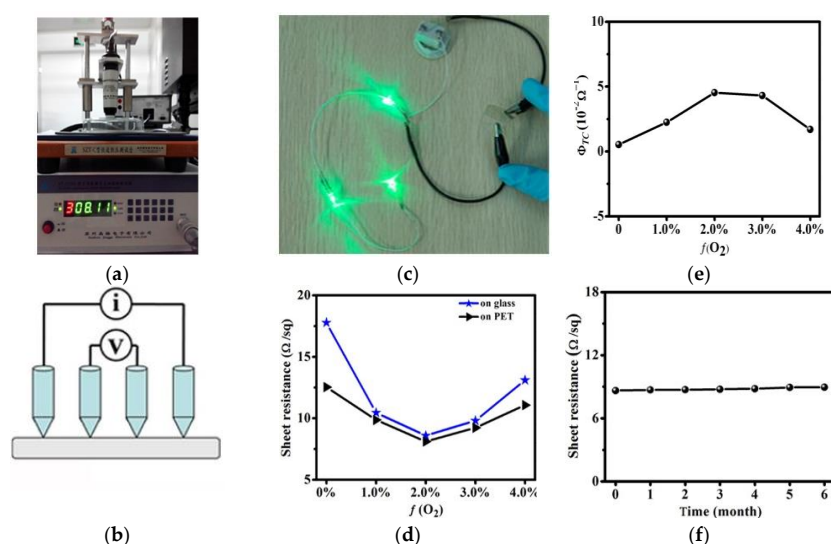 308.11
(a)
i
V
(b)
(c)
20
15
10
5
Sheet resistance (Ω/sq)
on glass
on PET
0%
1.0%
2.0%
3.0%
4.0%
f (O₂)
(d)
10
5
0
-5
Φ_TC (10⁻²Ω⁻¹)
0
1.0%
2.0%
3.0%
4.0%
f(O₂)
(e)
18
12
6
0
Sheet resistance (Ω/sq)
0
1
2
3
4
5
6
Time (month)
(f)